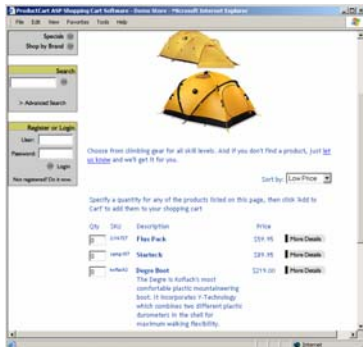 ProductCart ASP Shopping Cart Software - Demo Store - Microsoft Internet Explorer
File Edit View Favorites Tools Help
Specials
Shop by Brand
Search
> Advanced Search
Register or Login
User:
Password:
Login
Not registered? Do it now.
Choose from climbing gear for all skill levels. And if you don't find a product, just let
us know and we'll get it for you.
Sort by: Low Price
Specify a quantity for any of the products listed on this page, then click 'Add to
Cart' to add them to your shopping cart
Qty SKU Description Price
Flus Pack $59.95 More Details
Starteck $89.95 More Details
Degre Boot $219.00 More Details
The Degre is Koflach's most
comfortable plastic mountaineering
boot. It incorporates Y-Technology
which combines two different plastic
durometers in the shell for
maximum walking flexibility.
Internet